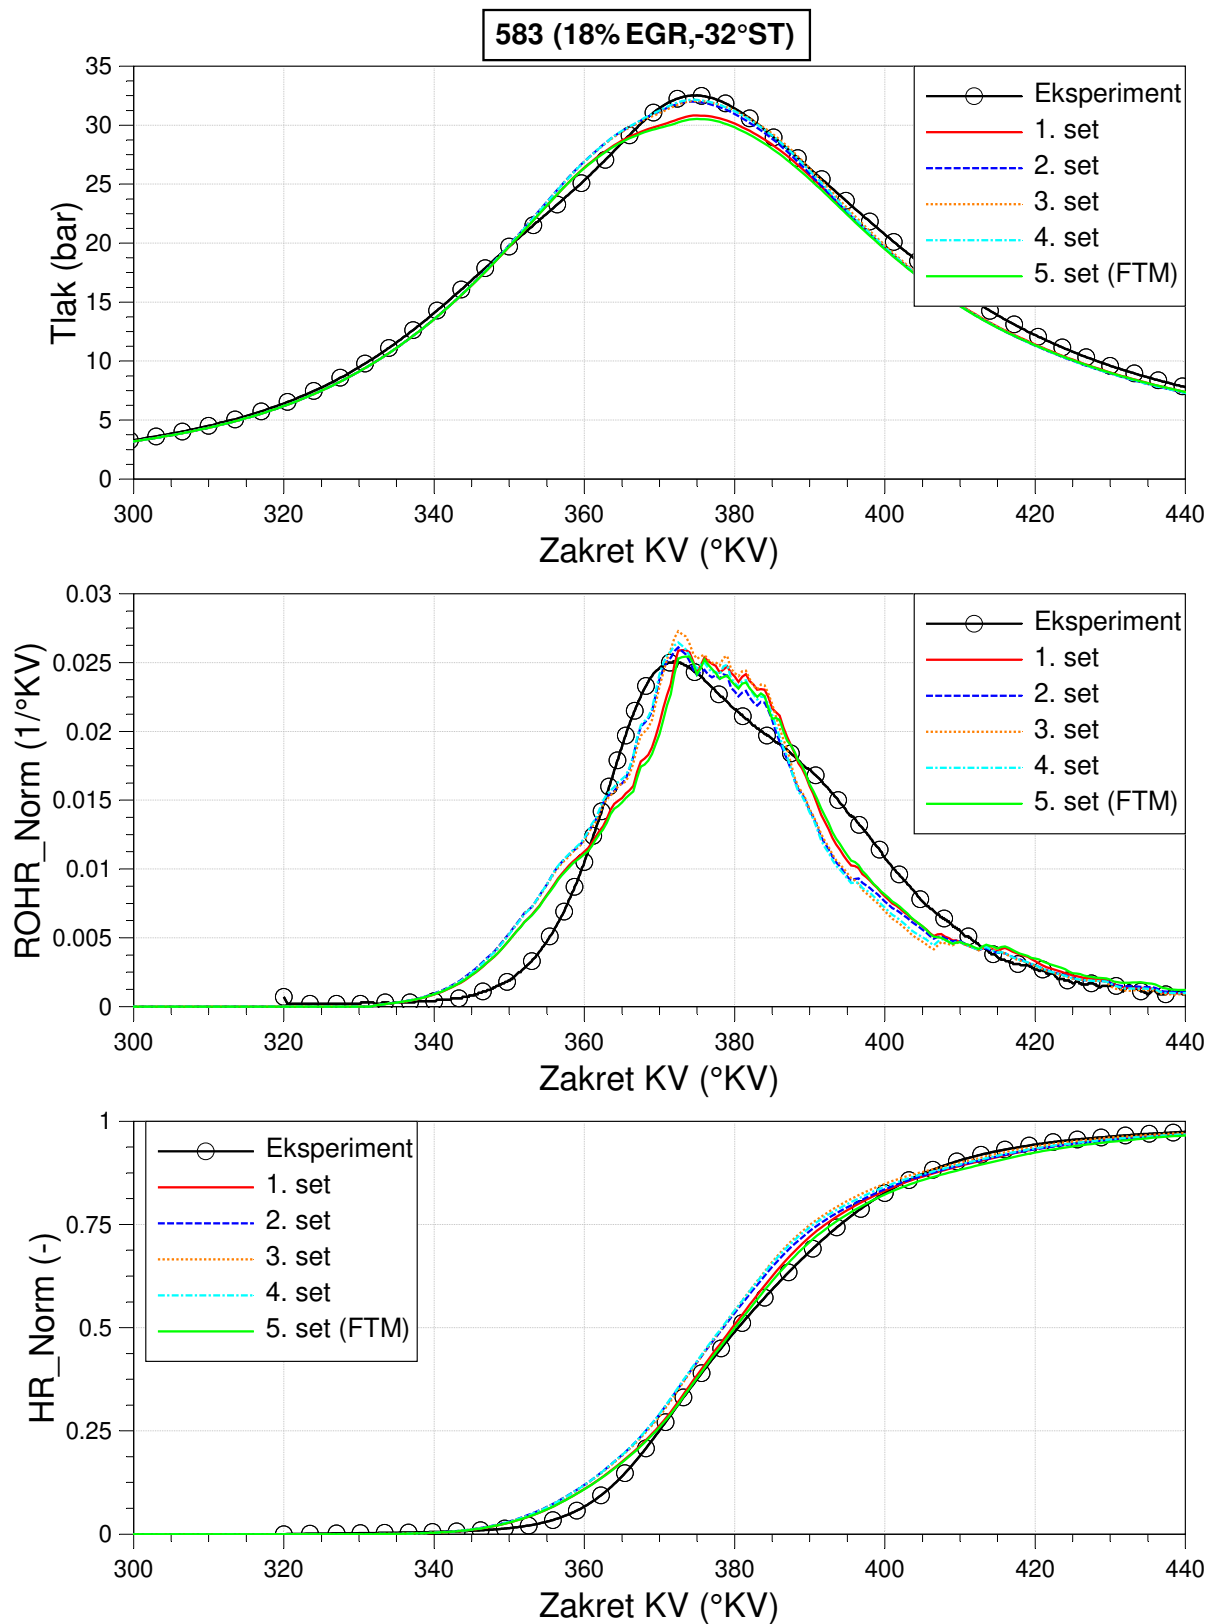 583 (18% EGR,-32°ST)
35
30
25
20
15
10
5
0
Tlak (bar)
Eksperiment
1. set
2. set
3. set
4. set
5. set (FTM)
300 320 340 360 380 400 420 440
Zakret KV (°KV)
0.03
0.025
0.02
0.015
0.01
0.005
0
ROHR_Norm (1/°KV)
Eksperiment
1. set
2. set
3. set
4. set
5. set (FTM)
300 320 340 360 380 400 420 440
Zakret KV (°KV)
1
0.75
0.5
0.25
0
HR_Norm (-)
Eksperiment
1. set
2. set
3. set
4. set
5. set (FTM)
300 320 340 360 380 400 420 440
Zakret KV (°KV)